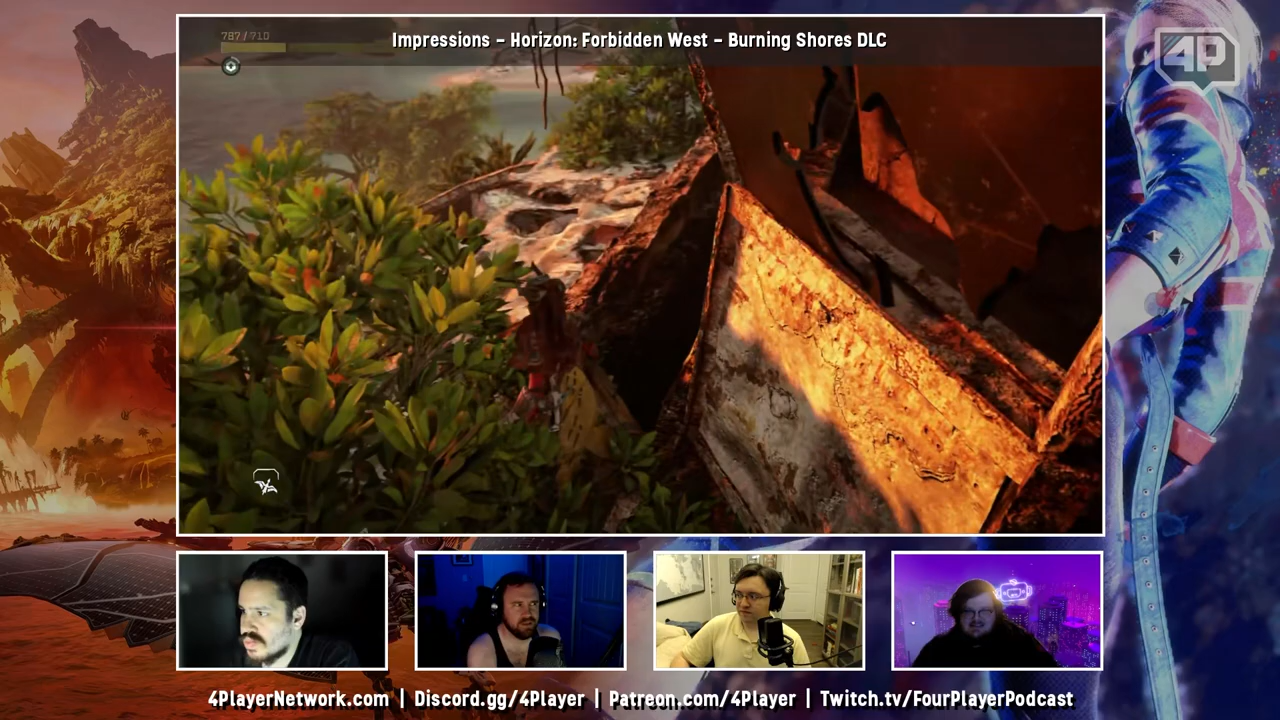 787 / 710
Impressions – Horizon: Forbidden West – Burning Shores DLC
4P
4PlayerNetwork.com | Discord.gg/4Player | Patreon.com/4Player | Twitch.tv/FourPlayerPodcast